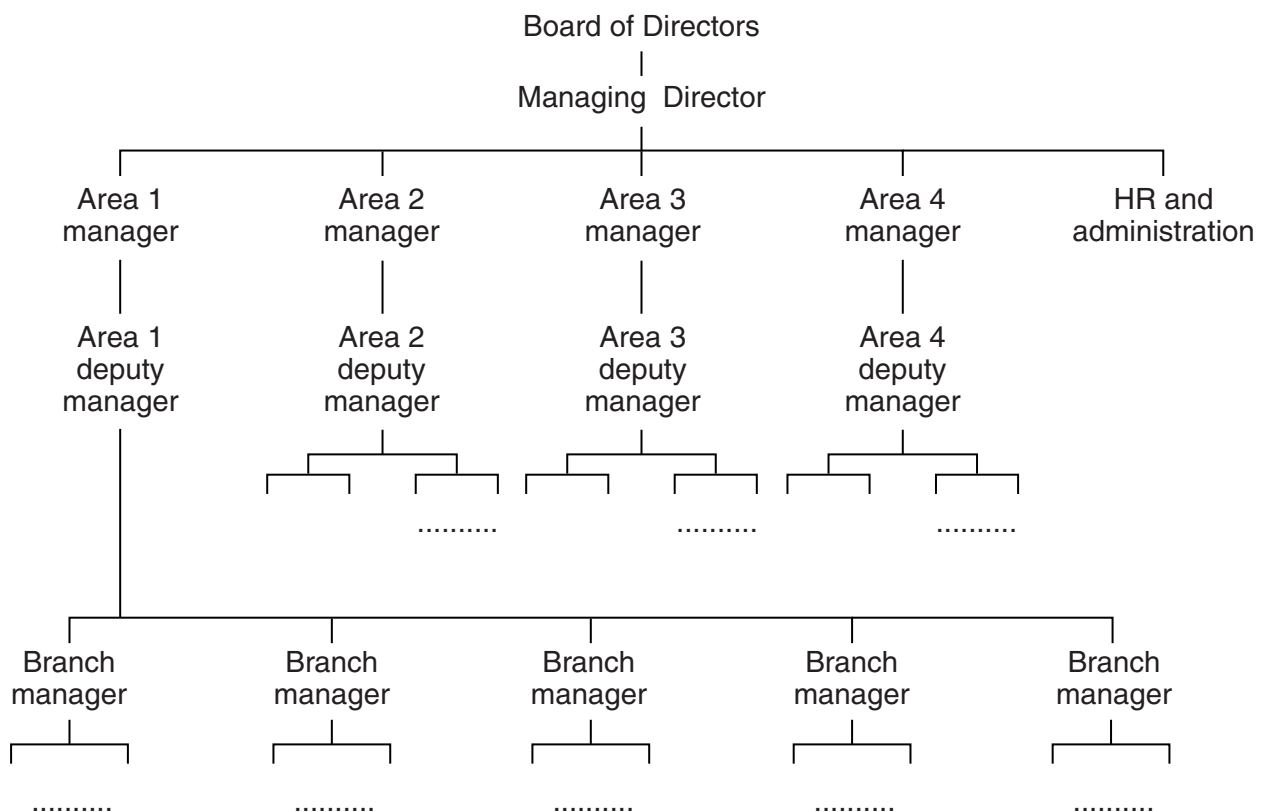 Board of Directors
Managing Director
Area 1
manager
Area 2
manager
Area 3
manager
Area 4
manager
HR and
administration
Area 1
deputy
manager
Area 2
deputy
manager
Area 3
deputy
manager
Area 4
deputy
manager
..........
..........
..........
Branch
manager
Branch
manager
Branch
manager
Branch
manager
Branch
manager
..........
..........
..........
..........
..........